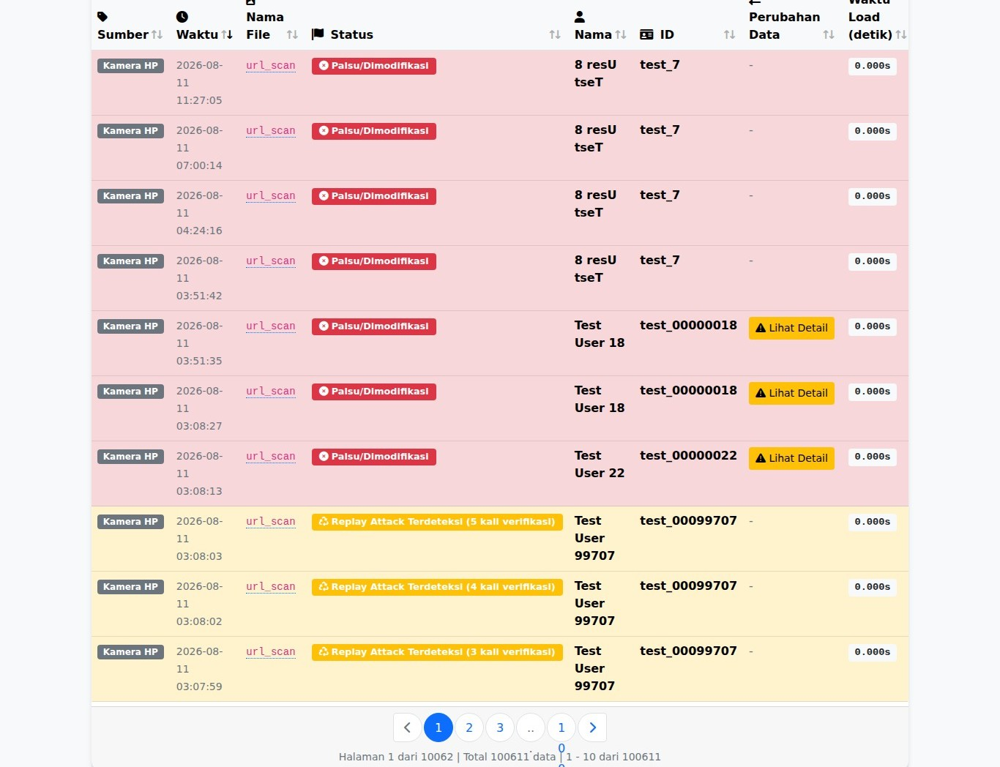 Waktu
Nama Perubahan Load
Sumber Waktu File Status Nama ID Data (detik)
Kamera HP 2026-08- url_scan Palsu/Dimodifikasi 8 resU test_7 - 0.000s
11 tseT
11:27:05
Kamera HP 2026-08- url_scan Palsu/Dimodifikasi 8 resU test_7 - 0.000s
11 tseT
07:00:14
Kamera HP 2026-08- url_scan Palsu/Dimodifikasi 8 resU test_7 - 0.000s
11 tseT
04:24:16
Kamera HP 2026-08- url_scan Palsu/Dimodifikasi 8 resU test_7 - 0.000s
11 tseT
03:51:42
Kamera HP 2026-08- url_scan Palsu/Dimodifikasi Test test_00000018 Lihat Detail 0.000s
11 User 18
03:51:35
Kamera HP 2026-08- url_scan Palsu/Dimodifikasi Test test_00000018 Lihat Detail 0.000s
11 User 18
03:08:27
Kamera HP 2026-08- url_scan Palsu/Dimodifikasi Test test_00000022 Lihat Detail 0.000s
11 User 22
03:08:13
Kamera HP 2026-08- url_scan Replay Attack Terdeteksi (5 kali verifikasi) Test test_00099707 - 0.000s
11 User
03:08:03 99707
Kamera HP 2026-08- url_scan Replay Attack Terdeteksi (4 kali verifikasi) Test test_00099707 - 0.000s
11 User
03:08:02 99707
Kamera HP 2026-08- url_scan Replay Attack Terdeteksi (3 kali verifikasi) Test test_00099707 - 0.000s
11 User
03:07:59 99707
1 2 3 .. 1
. 0
Halaman 1 dari 10062 | Total 100611 data | 1 - 10 dari 100611